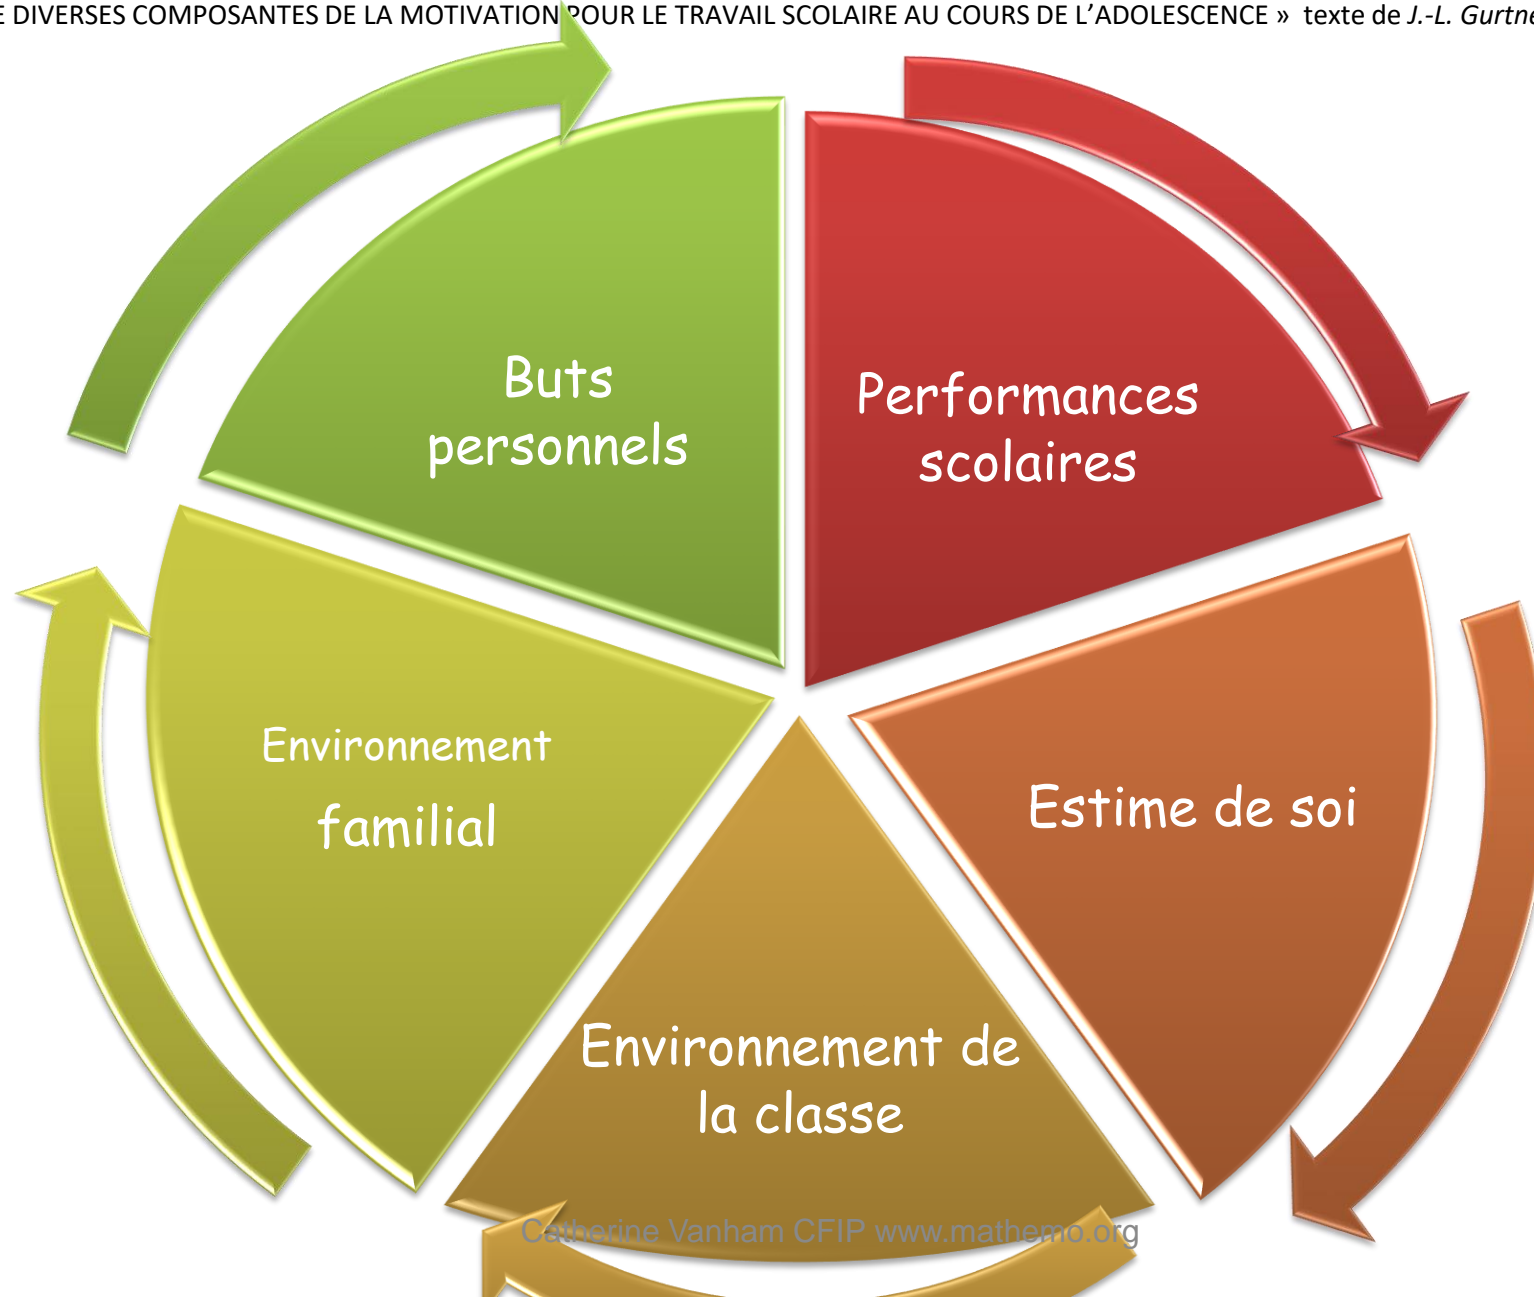 DIVERSES COMPOSANTES DE LA MOTIVATION POUR LE TRAVAIL SCOLAIRE AU COURS DE L’ADOLESCENCE » texte de J.-L.
Buts
personnels
Performances
scolaires
Environnement
familial
Estime de soi
Environnement de
la classe
Catherine Vanham CFIP www.mathemo.org